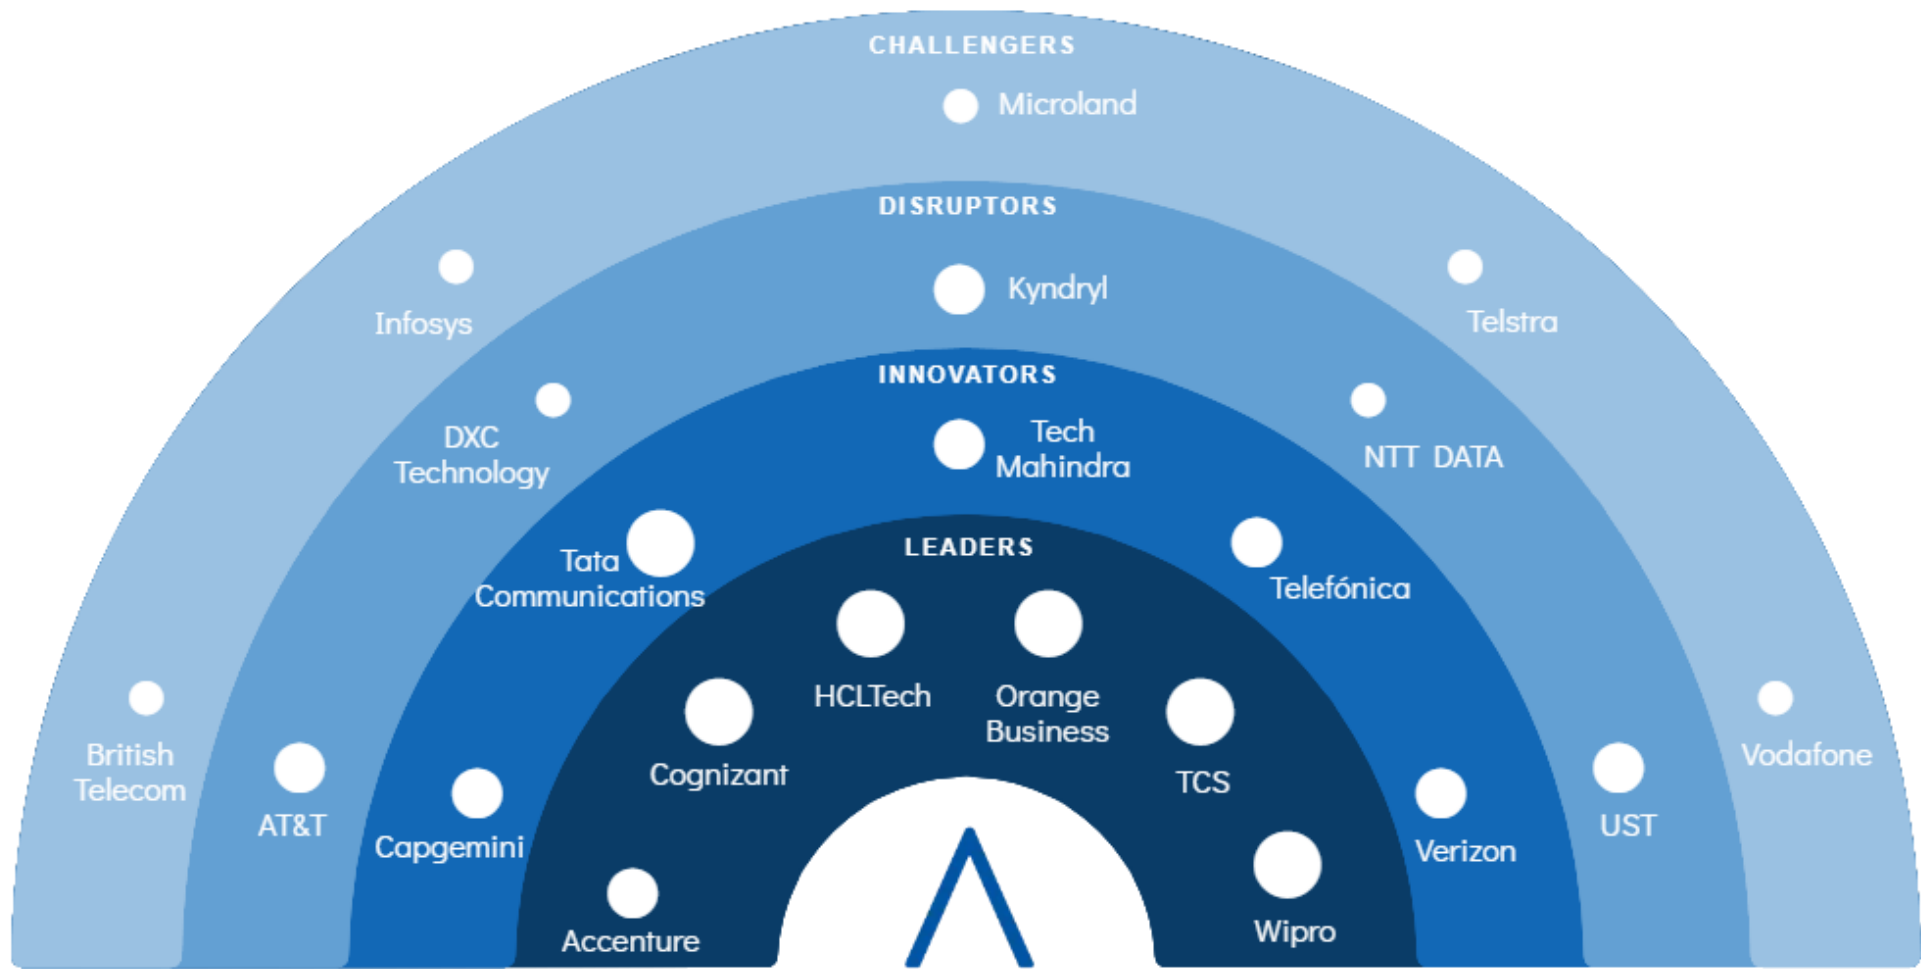 CHALLENGERS
Microland
Infosys
Telstra
British
Telecom
Vodafone
DISRUPTORS
Kyndryl
DXC
Technology
NTT DATA
AT&T
UST
INNOVATORS
Tech
Mahindra
Tata
Communications
Telefónica
Capgemini
Verizon
LEADERS
HCLTech
Orange
Business
Cognizant
TCS
Accenture
Wipro